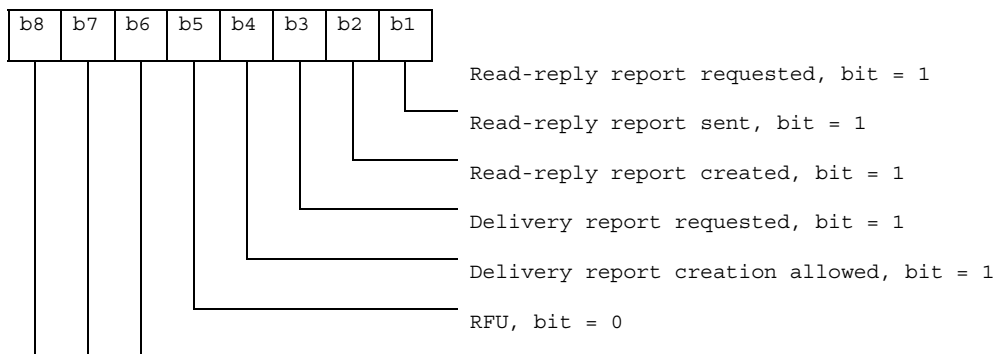 b8 b7 b6 b5 b4 b3 b2 b1
Read-reply report requested, bit = 1
Read-reply report sent, bit = 1
Read-reply report created, bit = 1
Delivery report requested, bit = 1
Delivery report creation allowed, bit = 1
RFU, bit = 0